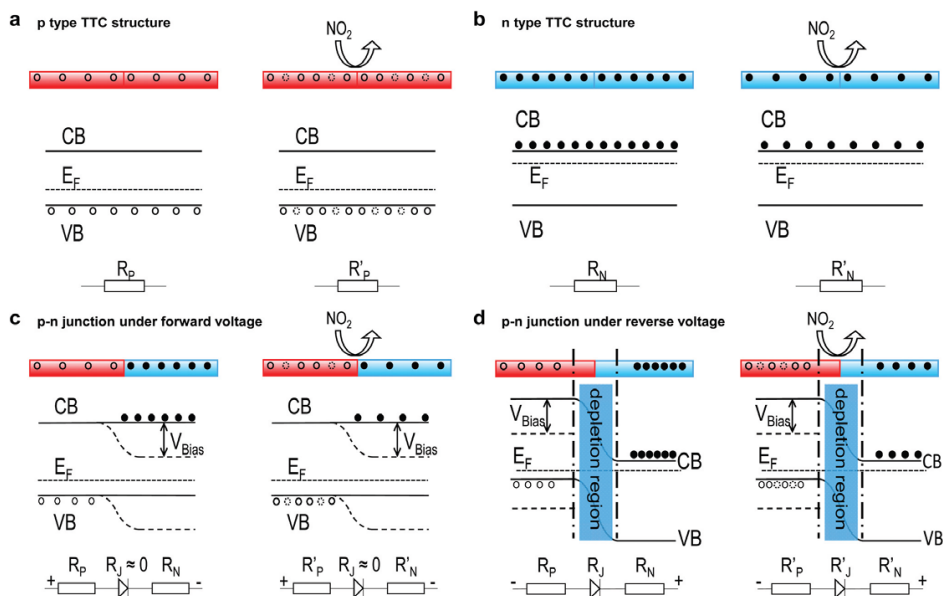 a p type TTC structure
NO2
CB
EF
VB
RP
CB
EF
VB
R'P
b n type TTC structure
NO2
CB
EF
VB
RN
CB
EF
VB
R'N
c p-n junction under forward voltage
NO2
CB
VBias
EF
VB
+ RP RJ ≈ 0 RN -
CB
VBias
EF
VB
+ R'P RJ ≈ 0 R'N -
d p-n junction under reverse voltage
NO2
VBias
depletion region
EF
CB
VB
- RP RJ RN +
VBias
depletion region
EF
CB
VB
- R'P R'J R'N +